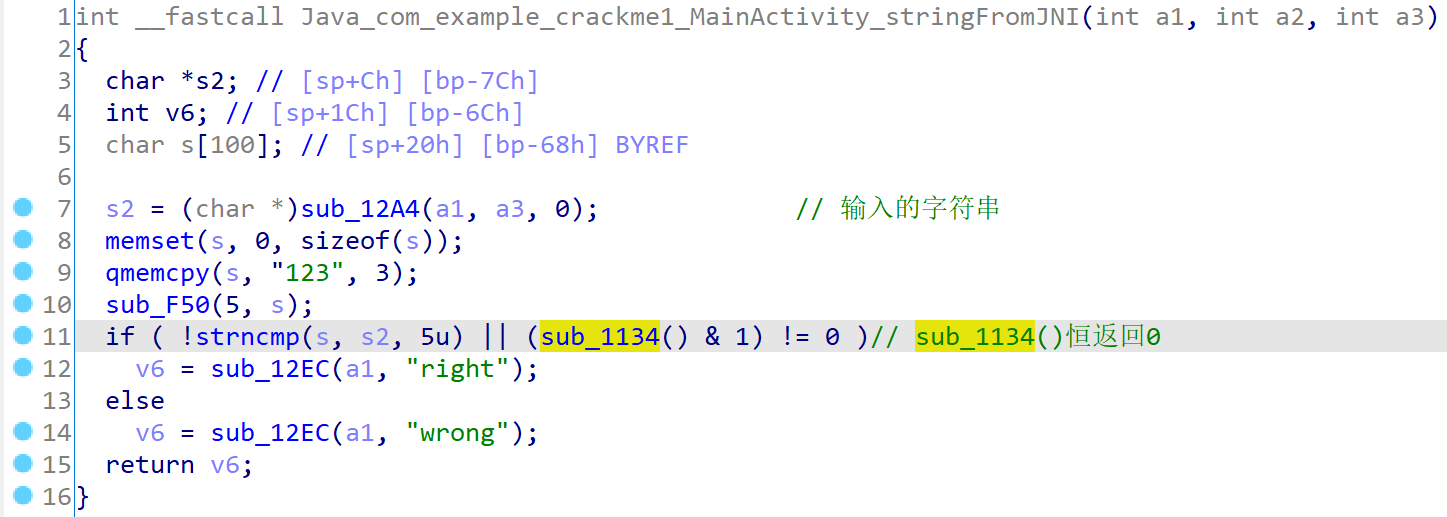 1 int __fastcall Java_com_example_crackme1_MainActivity_stringFromJNI(int a1, int a2, int a3)
2 {
3   char *s2; // [sp+Ch] [bp-7Ch]
4   int v6; // [sp+1Ch] [bp-6Ch]
5   char s[100]; // [sp+20h] [bp-68h] BYREF
6
7   s2 = (char *)sub_12A4(a1, a3, 0);             // 输入的字符串
8   memset(s, 0, sizeof(s));
9   qmemcpy(s, "123", 3);
10   sub_F50(5, s);
11   if ( !strncmp(s, s2, 5u) || (sub_1134() & 1) != 0 )// sub_1134()恒返回0
12     v6 = sub_12EC(a1, "right");
13   else
14     v6 = sub_12EC(a1, "wrong");
15   return v6;
16 }